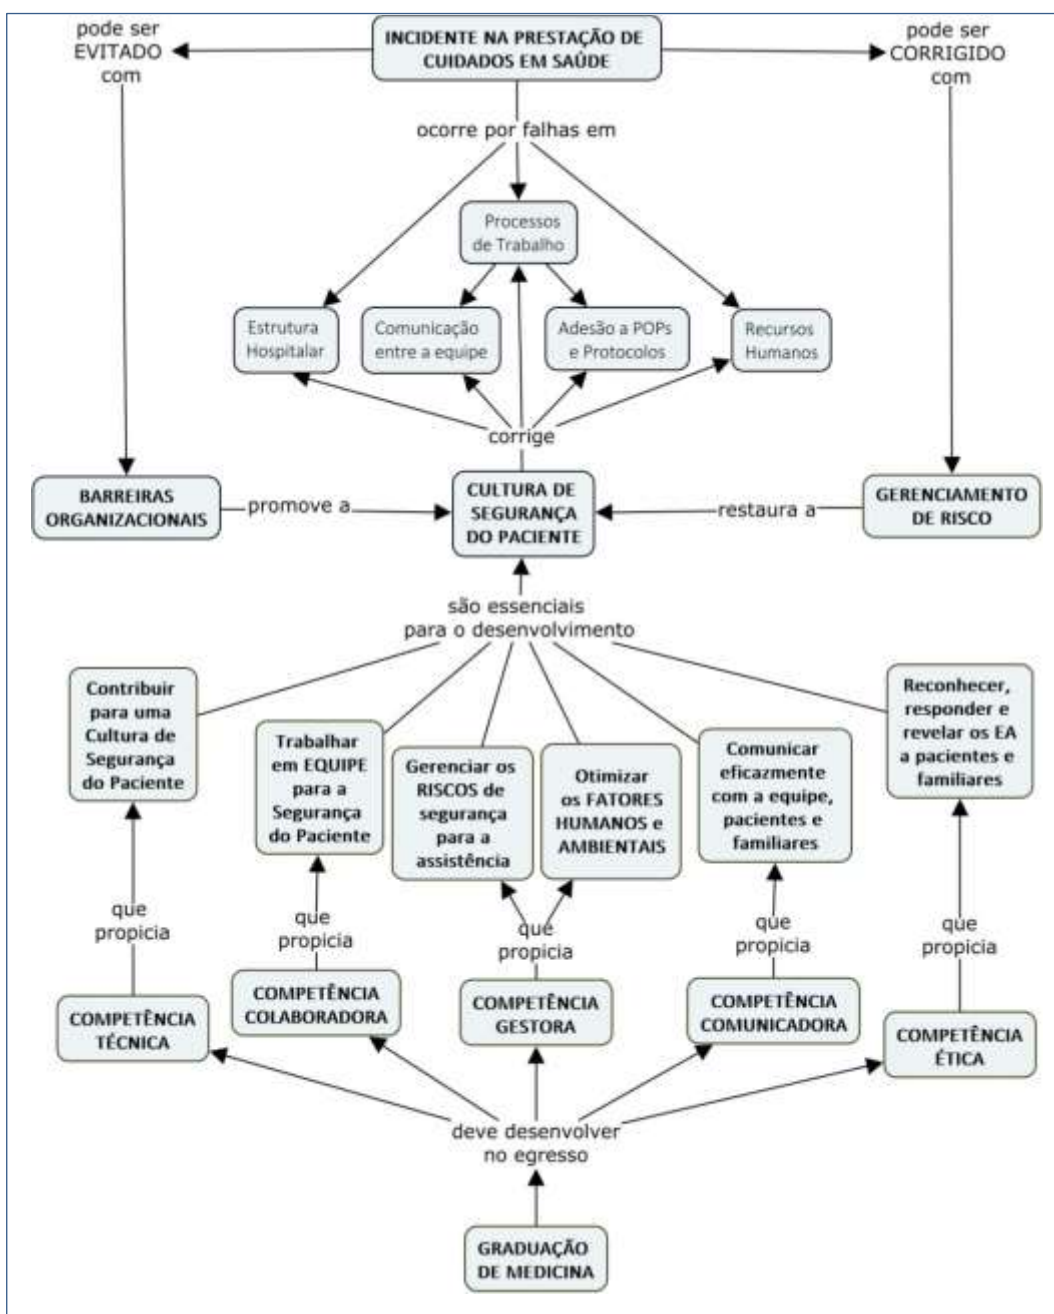 pode ser
EVITADO
com
INCIDENTE NA PRESTAÇÃO DE
CUIDADOS EM SAÚDE
pode ser
CORRIGIDO
com
ocorre por falhas em
Processos
de Trabalho
Estrutura
Hospitalar
Comunicação
entre a equipe
Adesão a POPs
e Protocolos
Recursos
Humanos
corrige
BARREIRAS
ORGANIZACIONAIS
promove a
CULTURA DE
SEGURANÇA
DO PACIENTE
restaura a
GERENCIAMENTO
DE RISCO
são essenciais
para o desenvolvimento
Contribuir
para uma
Cultura de
Segurança
do Paciente
Trabalhar
em EQUIPE
para a
Segurança
do Paciente
Gerenciar os
RISCOS de
segurança
para a
assistência
Otimizar
os FATORES
HUMANOS e
AMBIENTAIS
Comunicar
eficazmente
com a equipe,
pacientes e
familiares
Reconhecer,
responder e
revelar os EA
a pacientes e
familiares
que
propicia
que
propicia
que
propicia
que
propicia
que
propicia
COMPETÊNCIA
TÉCNICA
COMPETÊNCIA
COLABORADORA
COMPETÊNCIA
GESTORA
COMPETÊNCIA
COMUNICADORA
COMPETÊNCIA
ÉTICA
deve desenvolver
no egresso
GRADUAÇÃO
DE MEDICINA